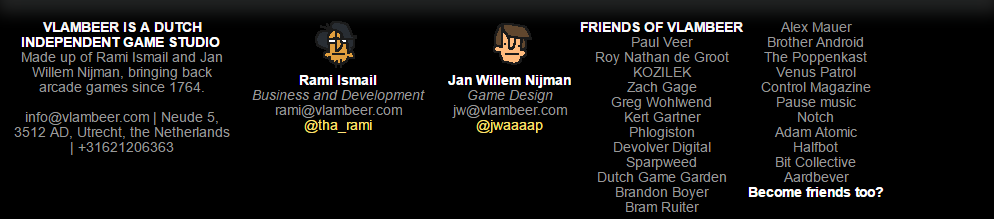 VLAMBEER IS A DUTCH
INDEPENDENT GAME STUDIO
Made up of Rami Ismail and Jan
Willem Nijman, bringing back
arcade games since 1764.
info@vlambeer.com | Neude 5,
3512 AD, Utrecht, the Netherlands
| +31621206363
Rami Ismail
Business and Development
rami@vlambeer.com
@tha_rami
Jan Willem Nijman
Game Design
jw@vlambeer.com
@jwaaaap
FRIENDS OF VLAMBEER
Paul Veer
Roy Nathan de Groot
KOZILEK
Zach Gage
Greg Wohlwend
Kert Gartner
Phlogiston
Devolver Digital
Sparpweed
Dutch Game Garden
Brandon Boyer
Bram Ruiter
Alex Mauer
Brother Android
The Poppenkast
Venus Patrol
Control Magazine
Pause music
Notch
Adam Atomic
Halfbot
Bit Collective
Aardbever
Become friends too?